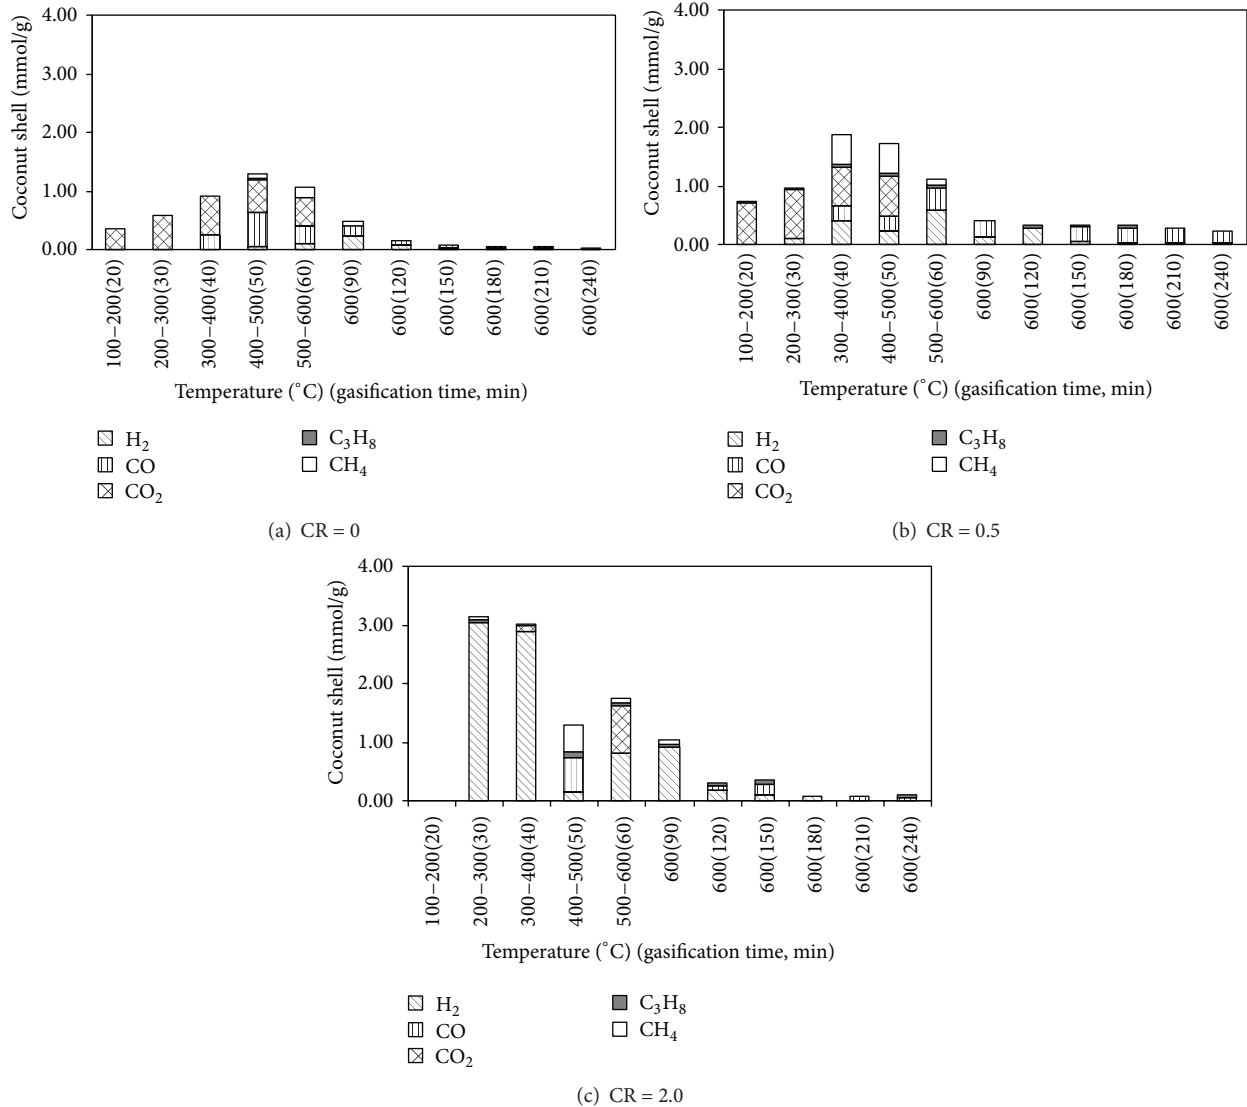 Coconut shell (mmol/g)
4.00
3.00
2.00
1.00
0.00
100−200(20)
200−300(30)
300−400(40)
400−500(50)
500−600(60)
600(90)
600(120)
600(150)
600(180)
600(210)
600(240)
Temperature (°C) (gasification time, min)
H₂
CO
CO₂
C₃H₈
CH₄
(a) CR = 0
Coconut shell (mmol/g)
4.00
3.00
2.00
1.00
0.00
100−200(20)
200−300(30)
300−400(40)
400−500(50)
500−600(60)
600(90)
600(120)
600(150)
600(180)
600(210)
600(240)
Temperature (°C) (gasification time, min)
H₂
CO
CO₂
C₃H₈
CH₄
(b) CR = 0.5
Coconut shell (mmol/g)
4.00
3.00
2.00
1.00
0.00
100−200(20)
200−300(30)
300−400(40)
400−500(50)
500−600(60)
600(90)
600(120)
600(150)
600(180)
600(210)
600(240)
Temperature (°C) (gasification time, min)
H₂
CO
CO₂
C₃H₈
CH₄
(c) CR = 2.0